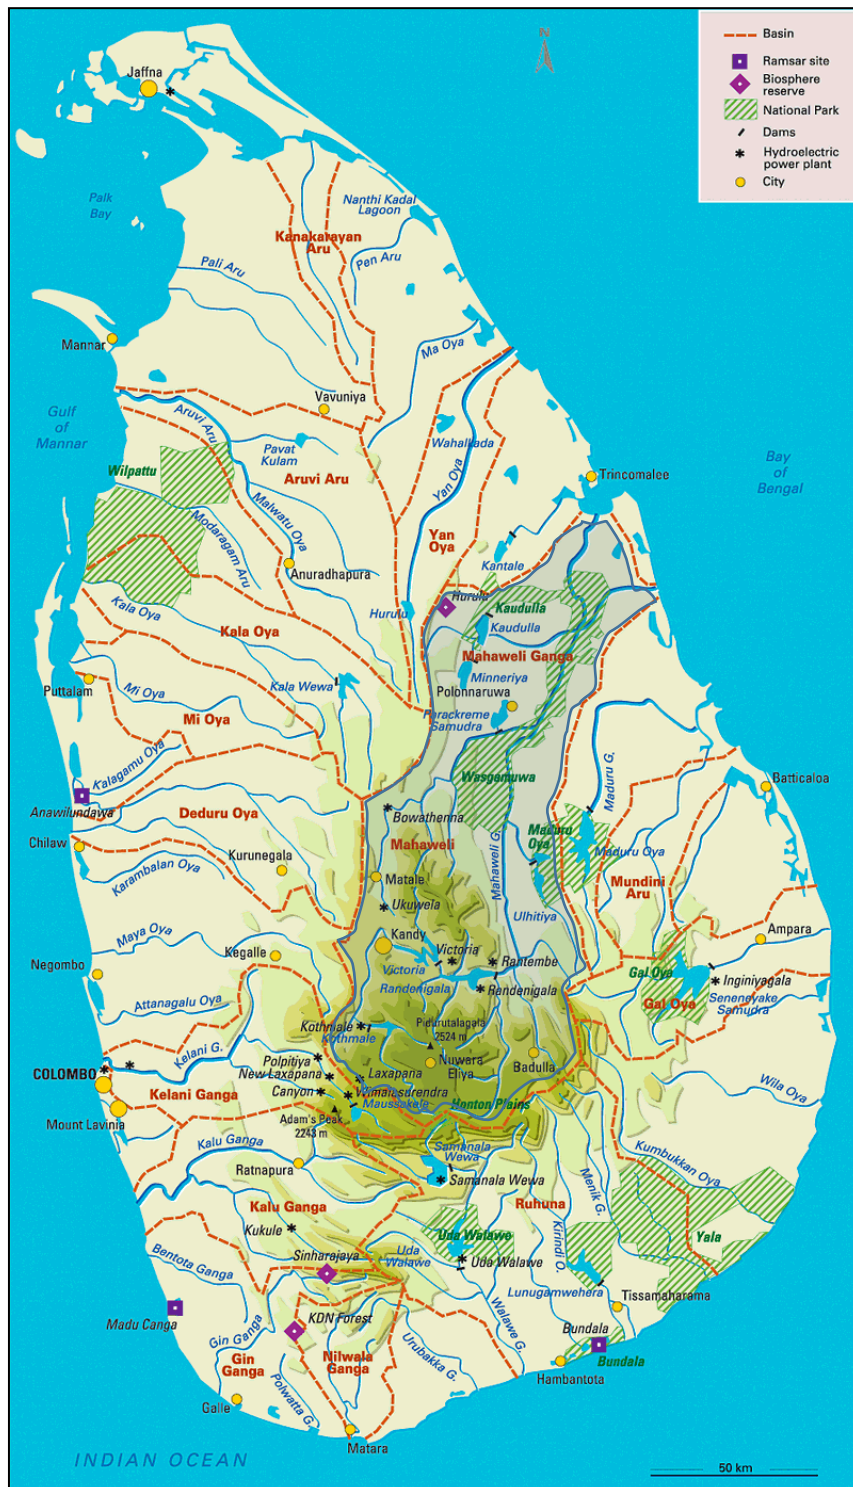 N
Basin
Ramsar site
Biosphere
reserve
National Park
Dams
Hydroelectric
power plant
City
Jaffna
Palk
Bay
Nanthi Kadal
Lagoon
Kanakarayan
Aru
Pen Aru
Pali Aru
Mannar
Ma Oya
Vavuniya
Gulf
of
Mannar
Aruvi Aru
Pavat
Kulam
Wahalkada
Wilpattu
Aruvi Aru
Yan Oya
Trincomalee
Bay
of
Bengal
Malwatu Oya
Modaragam Aru
Yan
Oya
Kantale
Anuradhapura
Kala Oya
Hurulu
Hurulu
Kaudulla
Kaudulla
Kala Oya
Mahaweli Ganga
Minneriya
Kala Wewa
Polonnaruwa
Puttalam
Mi Oya
Mi Oya
Parackreme
Samudra
Kalagamu Oya
Wasgamuwa
Maduru G.
Batticaloa
Anawilundawa
Deduru Oya
Bowathenna
Mahaweli
Maduru
Oya
Maduru Oya
Chilaw
Kurunegala
Karambalan Oya
Matale
Mahaweli G.
Mundini
Aru
Ukuwela
Ulhitiya
Maya Oya
Kandy
Ampara
Kegalle
Victoria
Rantembe
Negombo
Victoria
Gal Oya
Inginiyagala
Randenigala
Rendenigala
Attanagalu Oya
Gal Oya
Seneneyake
Samudra
Kothmale
Kothmale
Pidurutalagala
2524 m
Kelani G.
Polpitiya
Nuwara
Eliya
Badulla
COLOMBO
New Laxapana
Laxapana
Wila Oya
Kelani Ganga
Canyon
Wimalasurendra
Maussakele
Honton Plains
Mount Lavinia
Adam's Peak
2243 m
Kalu Ganga
Samanala
Wewa
Kumbukkan Oya
Ratnapura
Samanala Wewa
Menik G.
Kalu Ganga
Ruhuna
Kukule
Uda Walawe
Yala
Kirindi O.
Bentota Ganga
Sinharajaya
Uda
Walawe
Uda Walawe
Lunugamwehera
Tissamaharama
Madu Canga
KDN Forest
Walawe G.
Bundala
Gin Ganga
Urubakka G.
Gin
Ganga
Nilwala
Ganga
Bundala
Hambantota
Polwatta G.
Galle
Matara
INDIAN OCEAN
50 km